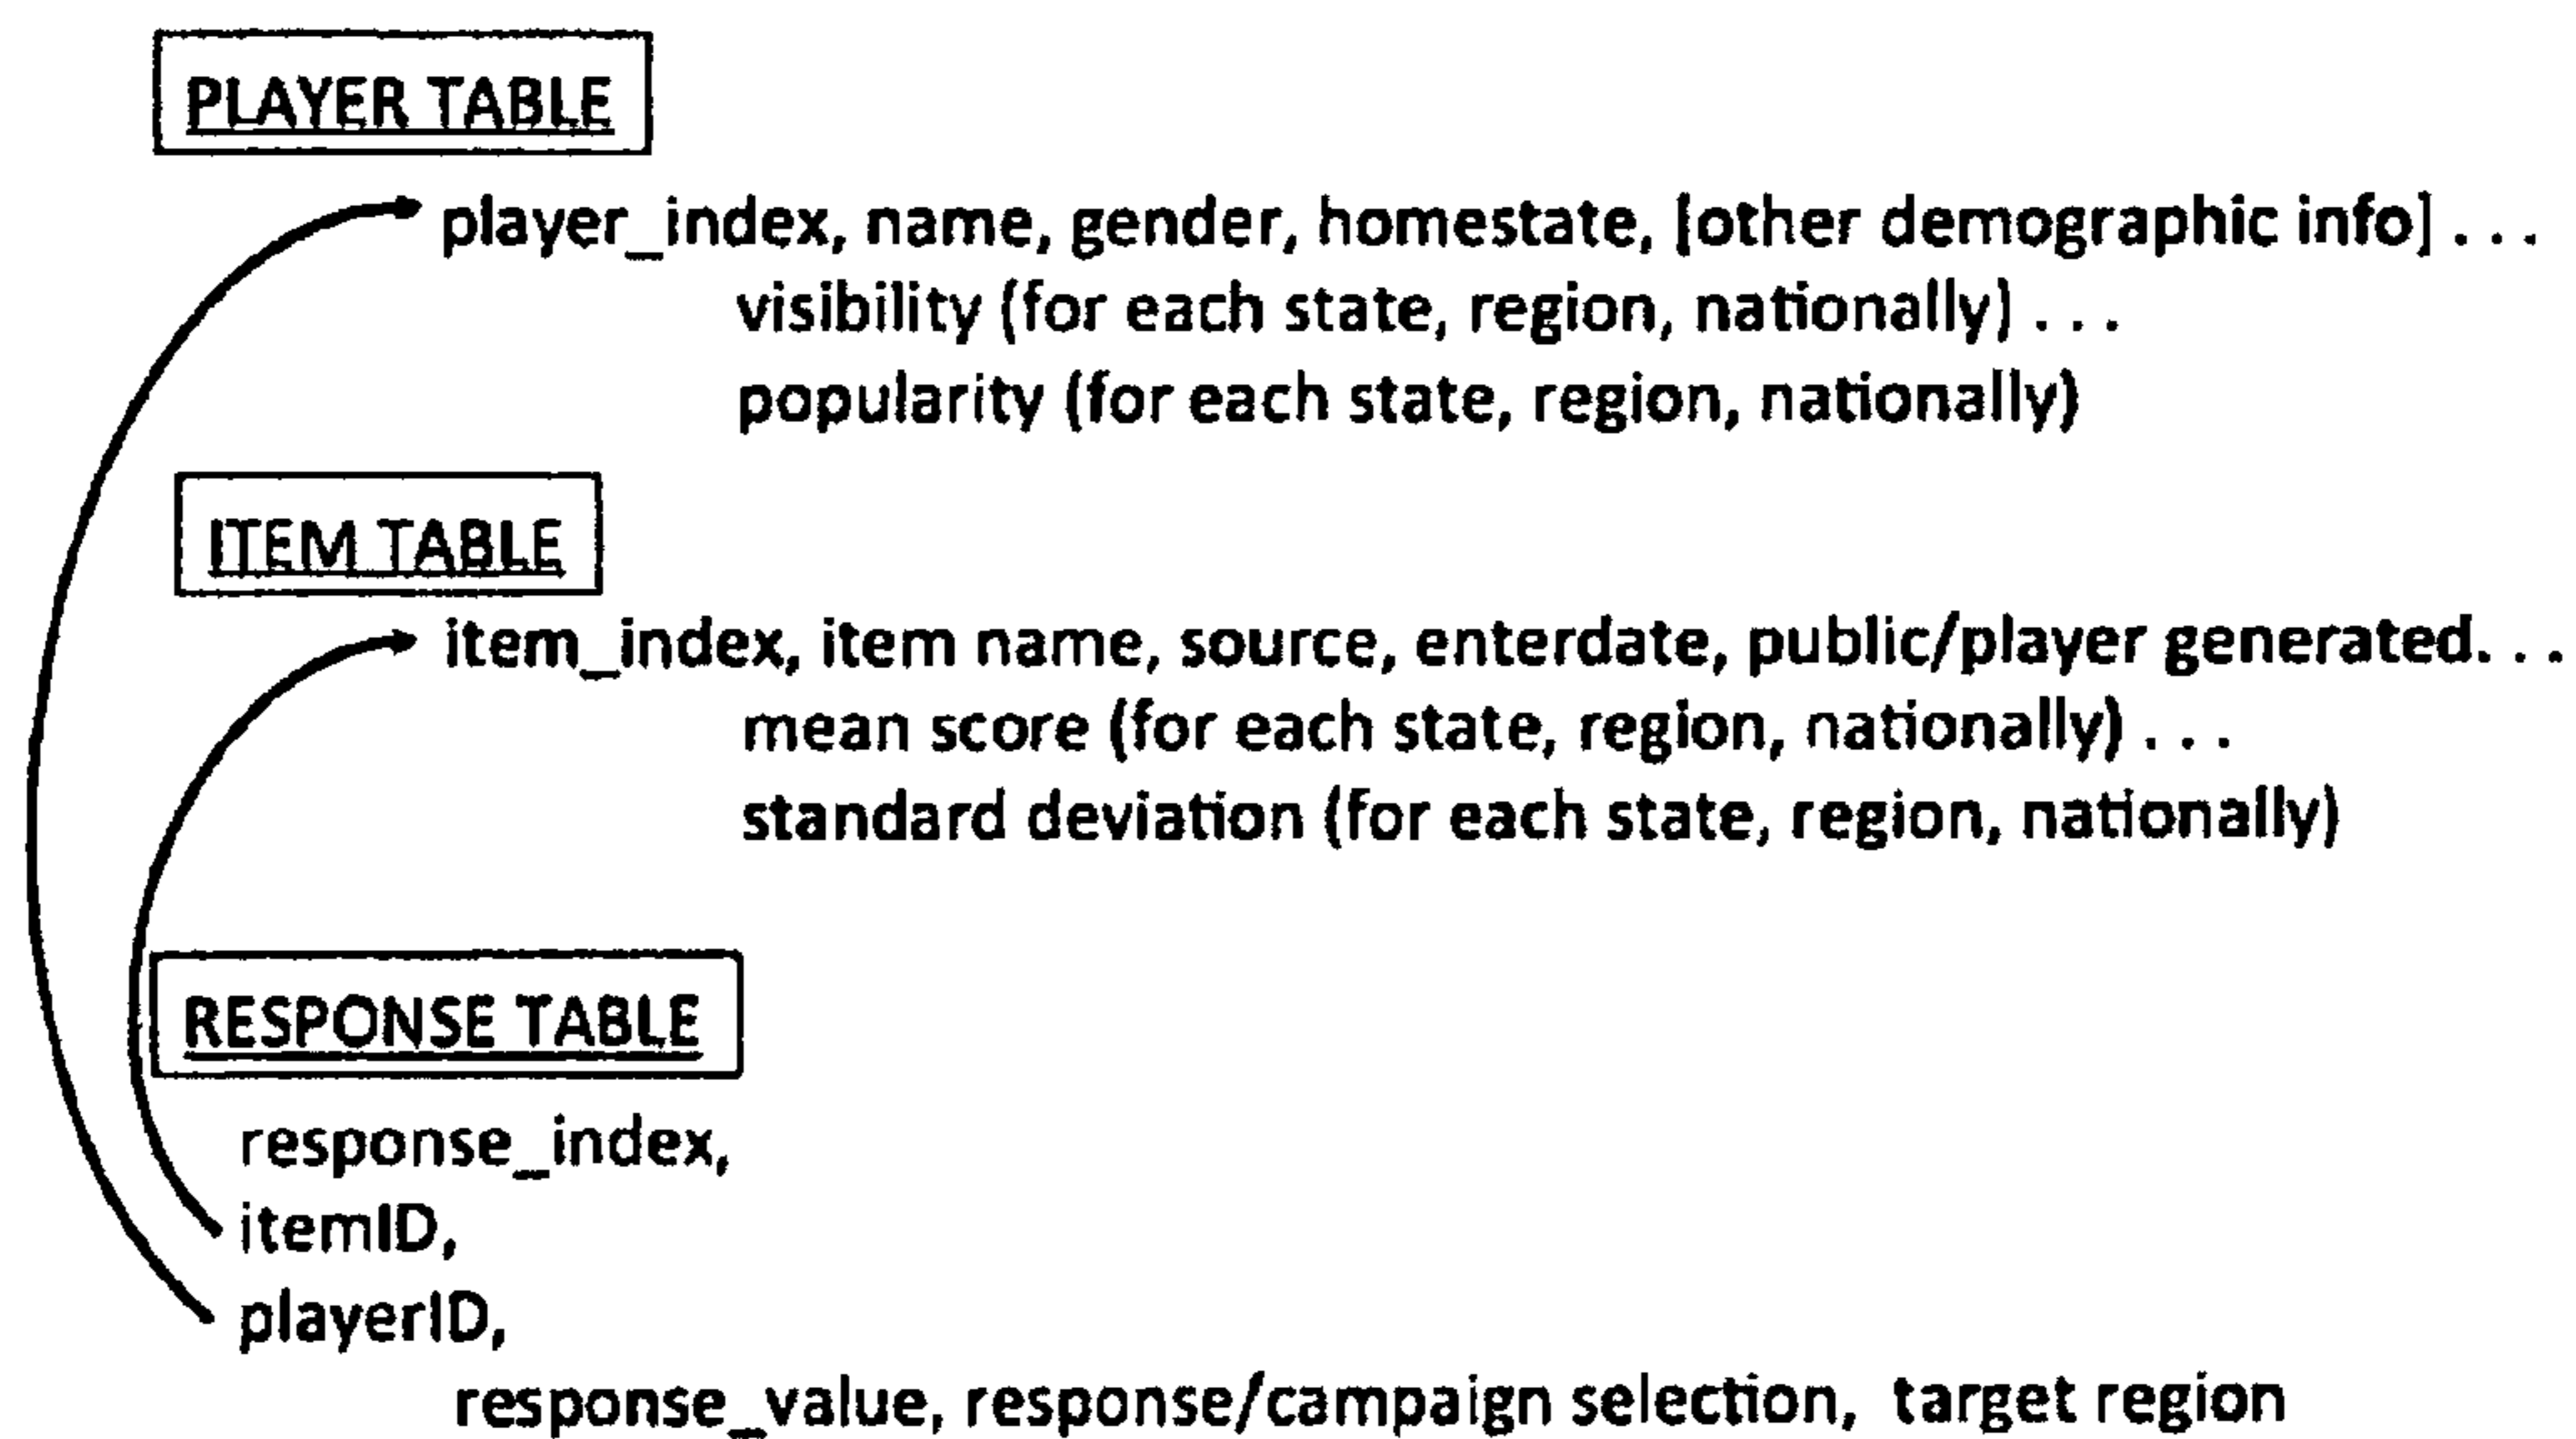 PLAYER TABLE
player_index, name, gender, homestate, [other demographic info] . . .
visibility (for each state, region, nationally) . . .
popularity (for each state, region, nationally)
ITEM TABLE
item_index, item name, source, enterdate, public/player generated. . .
mean score (for each state, region, nationally) . . .
standard deviation (for each state, region, nationally)
RESPONSE TABLE
response_index,
itemID,
playerID,
response_value, response/campaign selection, target region